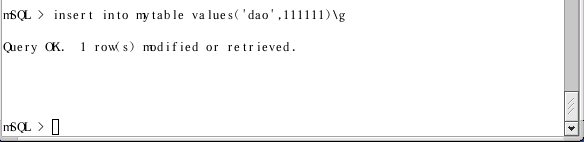 mSQL > insert into mytable values('dao',111111)\g
Query OK. 1 row(s) modified or retrieved.
mSQL >